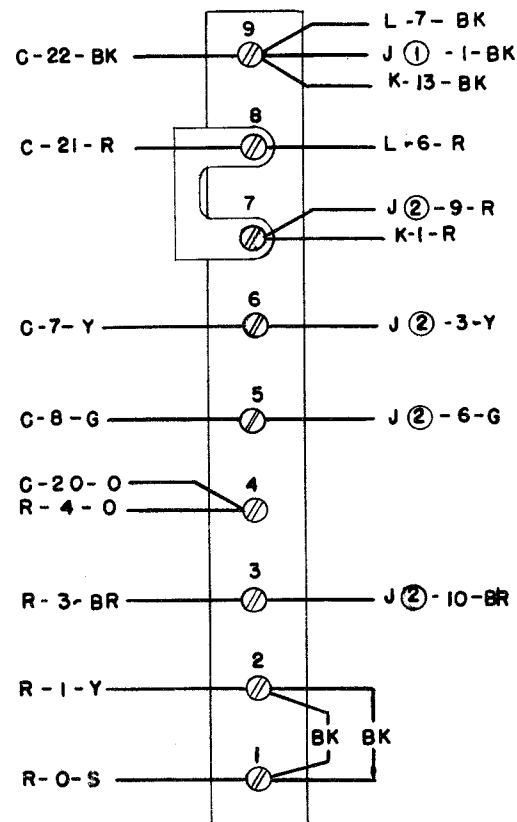 9
L-7-BK
C-22-BK
J ① -1-BK
K-13-BK
8
C-21-R
L-6-R
7
J ②-9-R
K-1-R
6
C-7-Y
J ② -3-Y
5
C-8-G
J ②-6-G
C-20-O
4
R-4-O
3
R-3-BR
J ②-10-BR
2
R-1-Y
BK BK
1
R-0-S